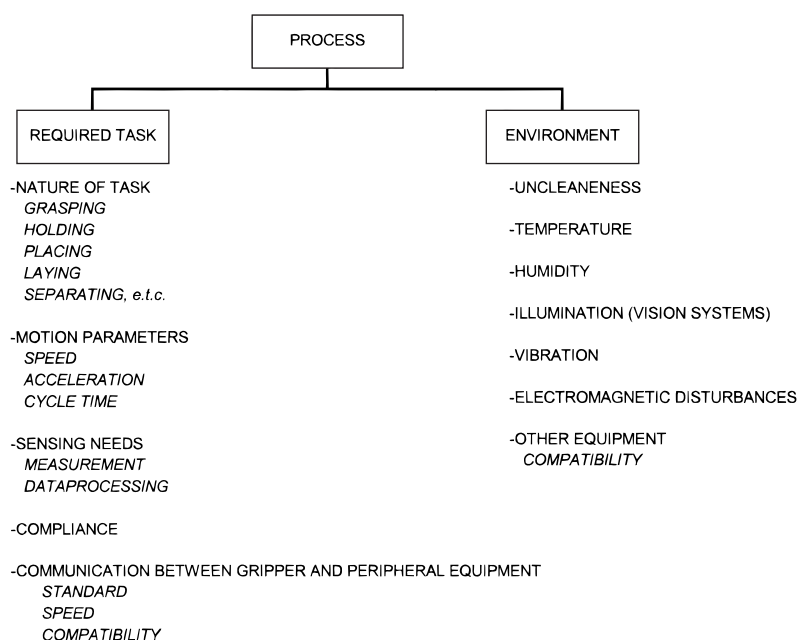 PROCESS
REQUIRED TASK
-NATURE OF TASK
GRASPING
HOLDING
PLACING
LAYING
SEPARATING, e.t.c.
-MOTION PARAMETERS
SPEED
ACCELERATION
CYCLE TIME
-SENSING NEEDS
MEASUREMENT
DATAPROCESSING
-COMPLIANCE
-COMMUNICATION BETWEEN GRIPPER AND PERIPHERAL EQUIPMENT
STANDARD
SPEED
COMPATIBILITY
ENVIRONMENT
-UNCLEANENESS
-TEMPERATURE
-HUMIDITY
-ILLUMINATION (VISION SYSTEMS)
-VIBRATION
-ELECTROMAGNETIC DISTURBANCES
-OTHER EQUIPMENT
COMPATIBILITY